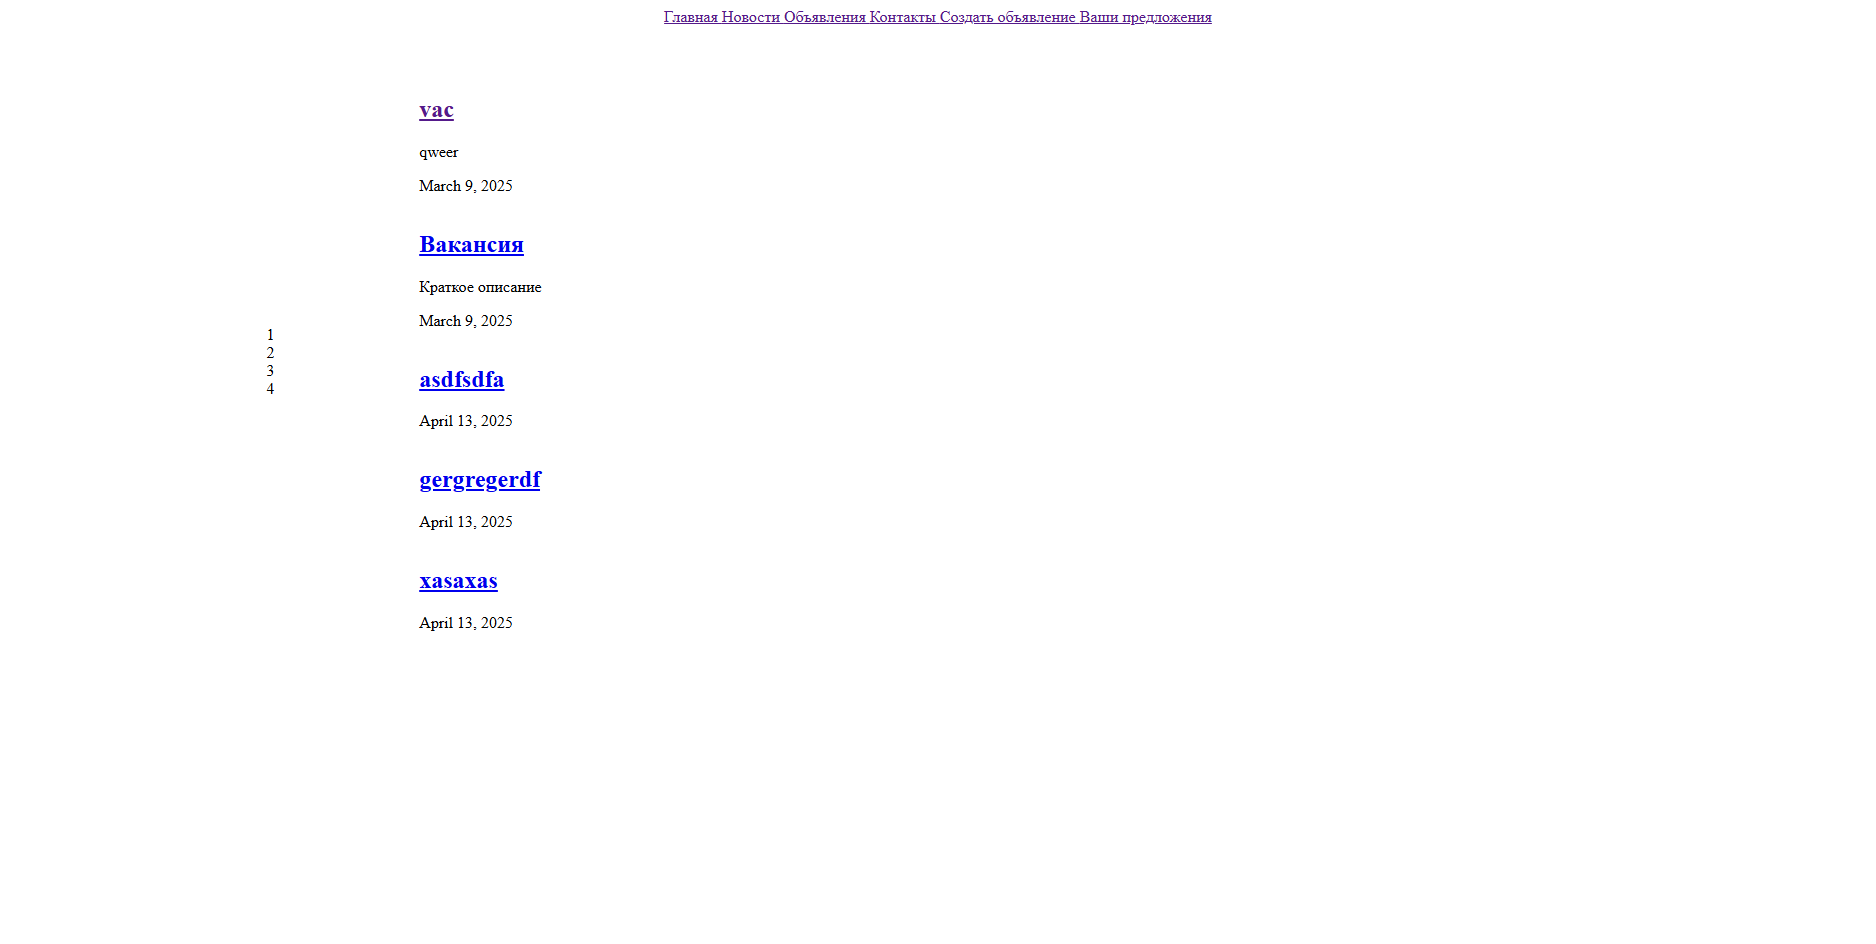 Главная Новости Объявления Контакты Создать объявление Ваши предложения
1
2
3
4
vac
qweer
March 9, 2025
Вакансия
Краткое описание
March 9, 2025
asdfsdfa
April 13, 2025
gergregerdf
April 13, 2025
xasaxas
April 13, 2025